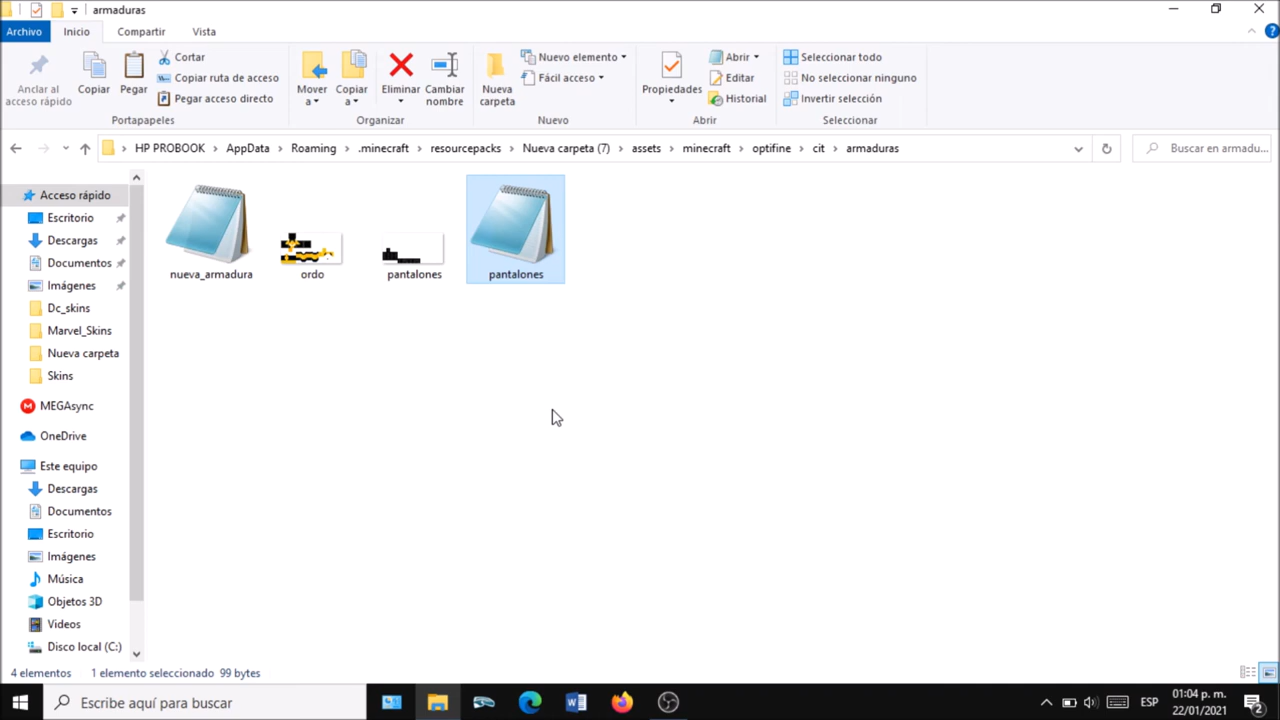 armaduras
Archivo Inicio Compartir Vista
Anclar al acceso rápido
Copiar
Pegar
Cortar
Copiar ruta de acceso
Pegar acceso directo
Portapapeles
Mover a
Copiar a
Eliminar
Cambiar nombre
Organizar
Nueva carpeta
Nuevo elemento
Fácil acceso
Nuevo
Propiedades
Abrir
Editar
Historial
Abrir
Seleccionar todo
No seleccionar ninguno
Invertir selección
Seleccionar
HP PROBOOK > AppData > Roaming > .minecraft > resourcepacks > Nueva carpeta (7) > assets > minecraft > optifine > cit > armaduras
Buscar en armadu...
Acceso rápido
Escritorio
Descargas
Documentos
Imágenes
Dc_skins
Marvel_Skins
Nueva carpeta
Skins
MEGAsync
OneDrive
Este equipo
Descargas
Documentos
Escritorio
Imágenes
Música
Objetos 3D
Videos
Disco local (C:)
nueva_armadura
ordo
pantalones
pantalones
4 elementos 1 elemento seleccionado 99 bytes
Escribe aquí para buscar
ESP
01:04 p. m.
22/01/2021
2